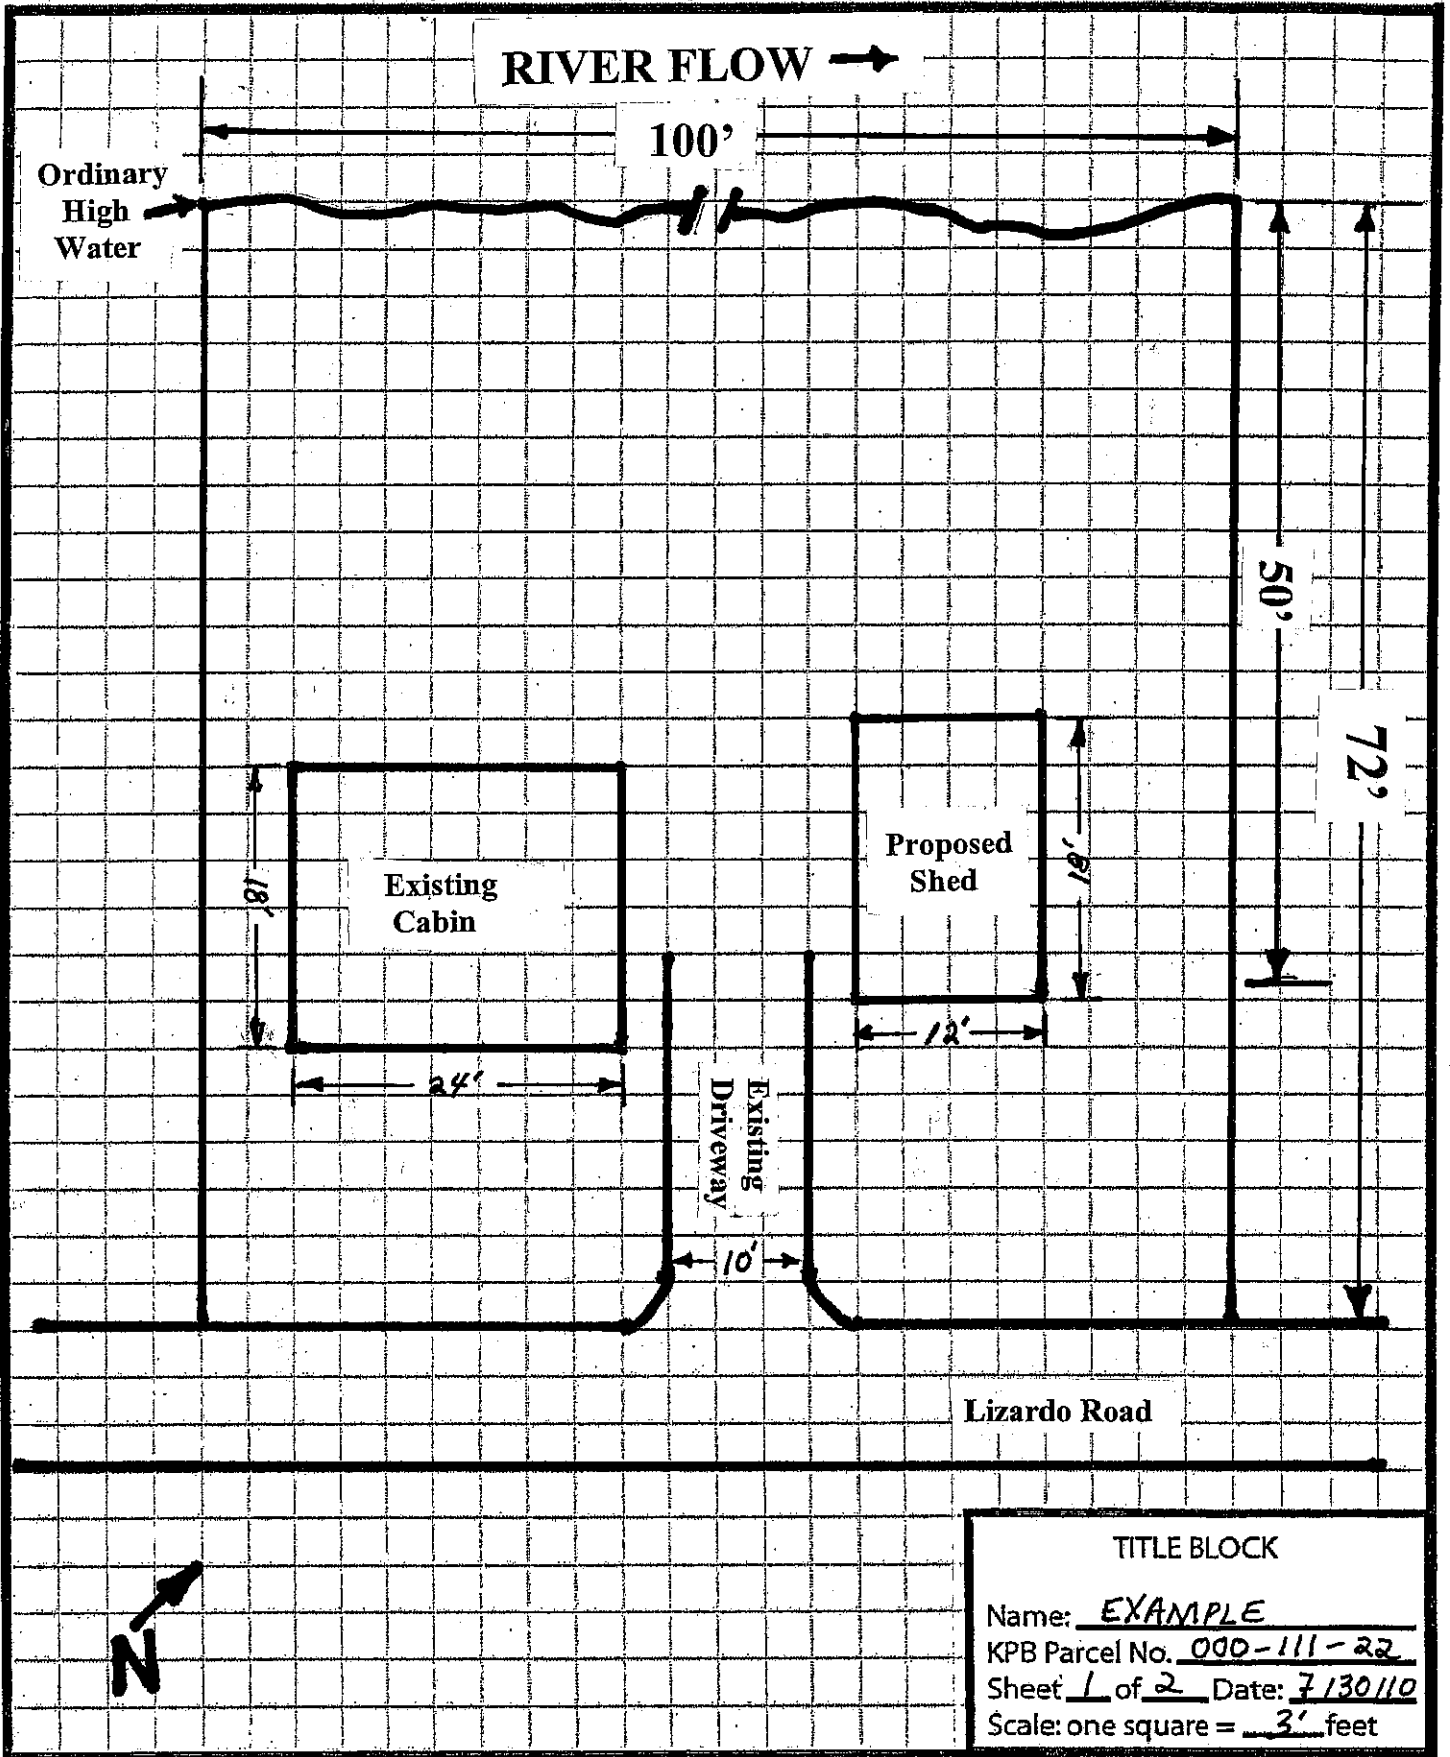 RIVER FLOW →
100’
Ordinary
High
Water
50’
72’
Existing
Cabin
18'
24'
Proposed
Shed
18'
12'
Existing
Driveway
10'
Lizardo Road
N
TITLE BLOCK
Name: EXAMPLE
KPB Parcel No. 000-111-22
Sheet 1 of 2 Date: 7/30/10
Scale: one square = 3' feet